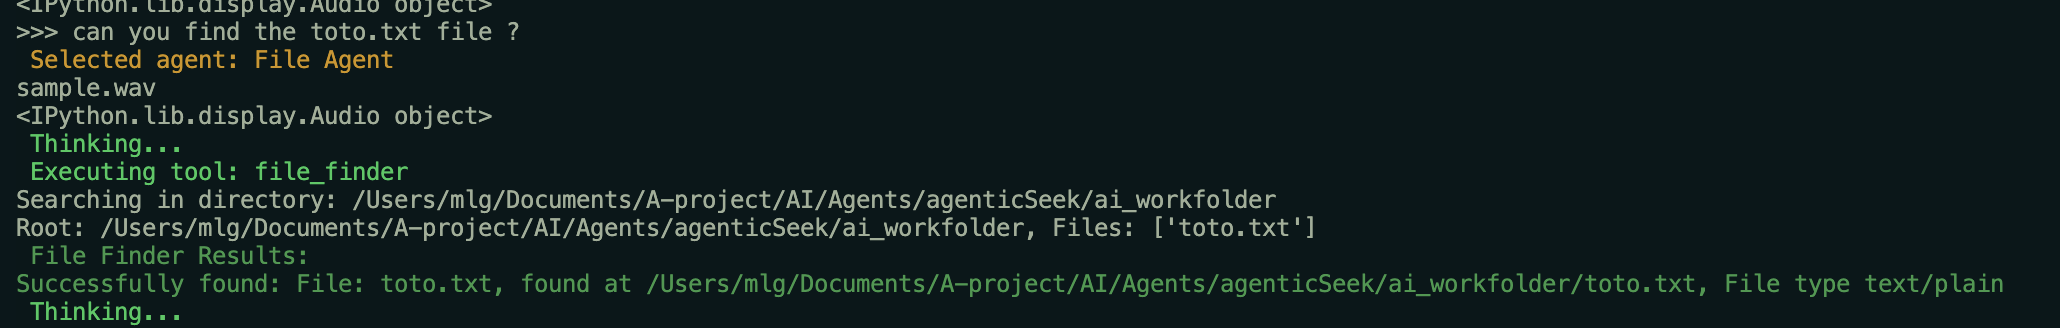 <IPython.lib.display.Audio object>
>>> can you find the toto.txt file ?
Selected agent: File Agent
sample.wav
<IPython.lib.display.Audio object>
Thinking...
Executing tool: file_finder
Searching in directory: /Users/mlg/Documents/A-project/AI/Agents/agenticSeek/ai_workfolder
Root: /Users/mlg/Documents/A-project/AI/Agents/agenticSeek/ai_workfolder, Files: ['toto.txt']
File Finder Results:
Successfully found: File: toto.txt, found at /Users/mlg/Documents/A-project/AI/Agents/agenticSeek/ai_workfolder/toto.txt, File type text/plain
Thinking...